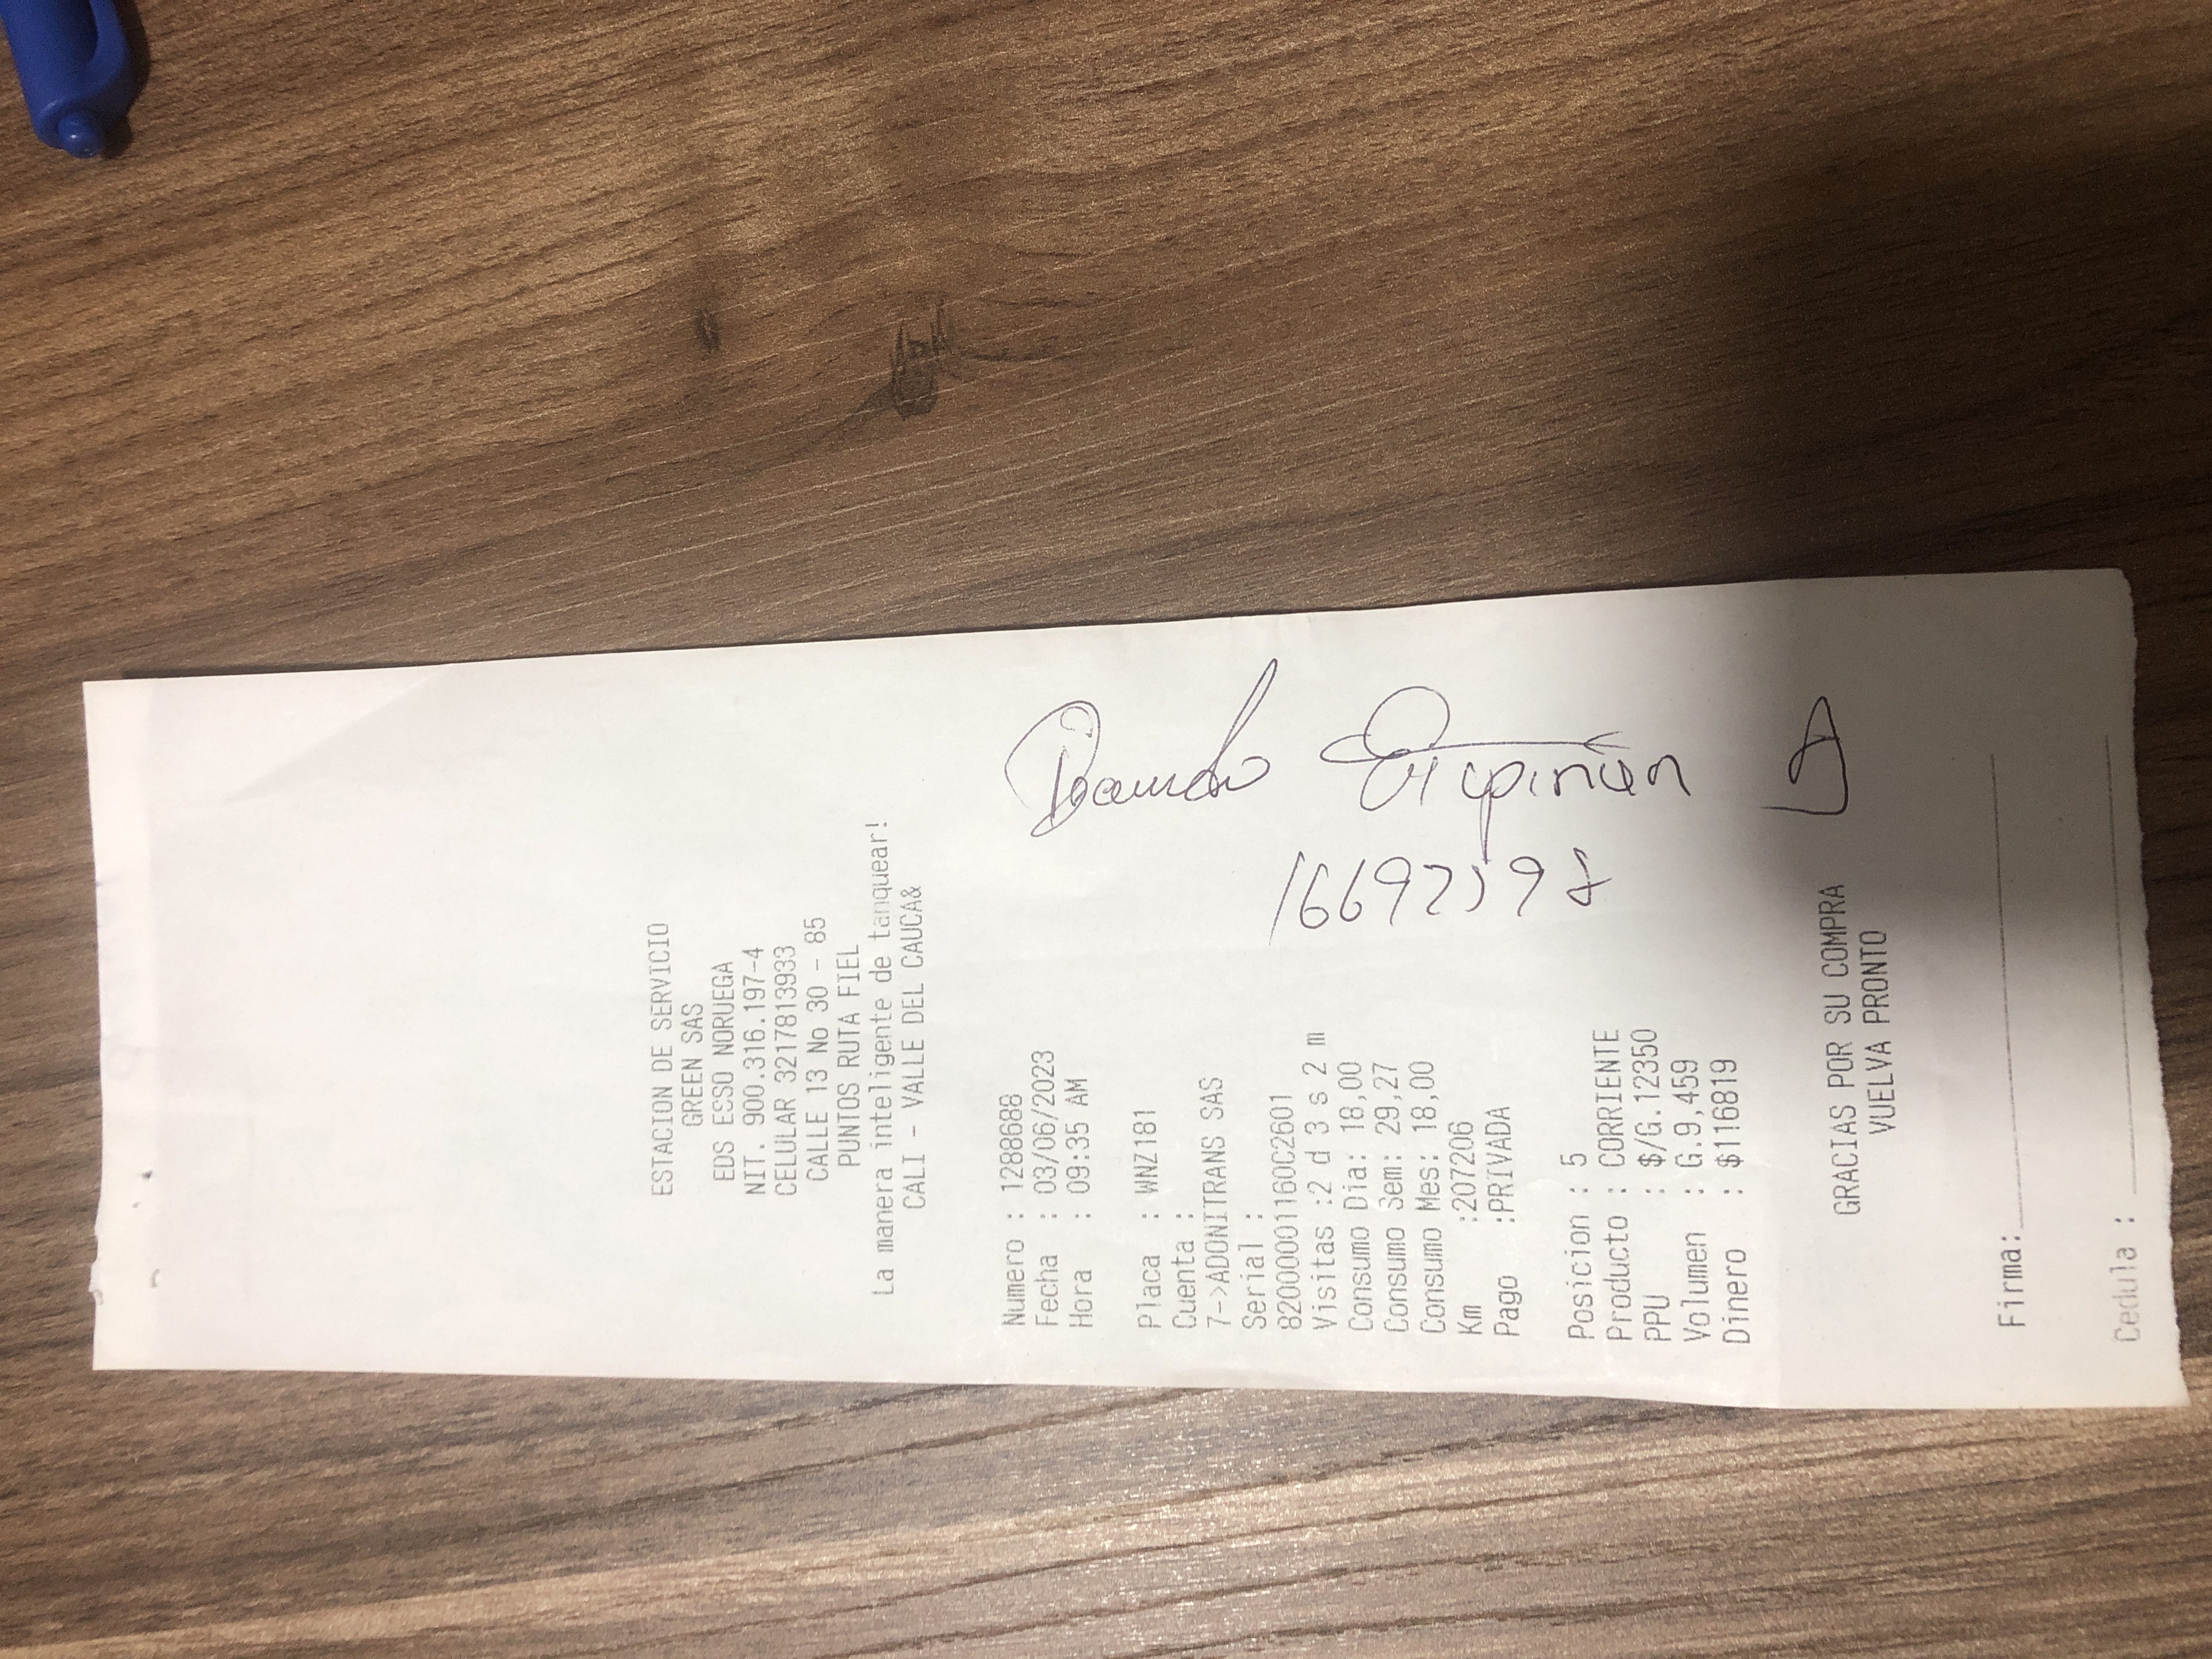 ESTACION DE SERVICIO
GREEN SAS
EDS ESSO NORUEGA
NIT. 900.316.197-4
CELULAR 3217813933
CALLE 13 No 30 - 85
PUNTOS RUTA FIEL
La manera inteligente de tanquear!
CALI - VALLE DEL CAUCA&
Numero : 1288688
Fecha : 03/06/2023
Hora : 09:35 AM
Placa : WNZ181
Cuenta :
7->ADONITRANS SAS
Serial :
8200001160C2601
Visitas :2 d 3 s 2 m
Consumo Dia: 18,00
Consumo Sem: 29,27
Consumo Mes: 18,00
Km :207206
Pago :PRIVADA
Posicion : 5
Producto : CORRIENTE
PPU : $/G.12350
Volumen : G.9,459
Dinero : $116819
GRACIAS POR SU COMPRA
VUELVA PRONTO
Firma:
Cedula :